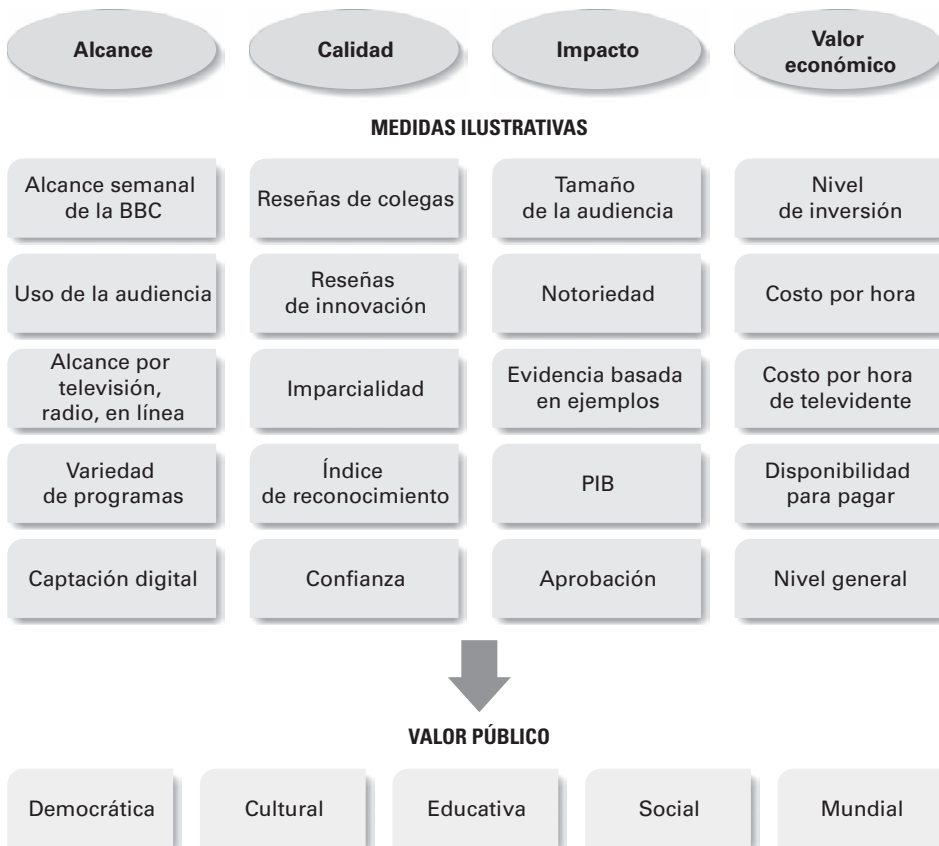 Alcance
Calidad
Impacto
Valor
económico
MEDIDAS ILUSTRATIVAS
Alcance semanal
de la BBC
Reseñas de colegas
Tamaño
de la audiencia
Nivel
de inversión
Uso de la audiencia
Reseñas
de innovación
Notoriedad
Costo por hora
Alcance por
televisión,
radio, en línea
Imparcialidad
Evidencia basada
en ejemplos
Costo por hora
de televidente
Variedad
de programas
Índice
de reconocimiento
PIB
Disponibilidad
para pagar
Captación digital
Confianza
Aprobación
Nivel general
VALOR PÚBLICO
Democrática
Cultural
Educativa
Social
Mundial